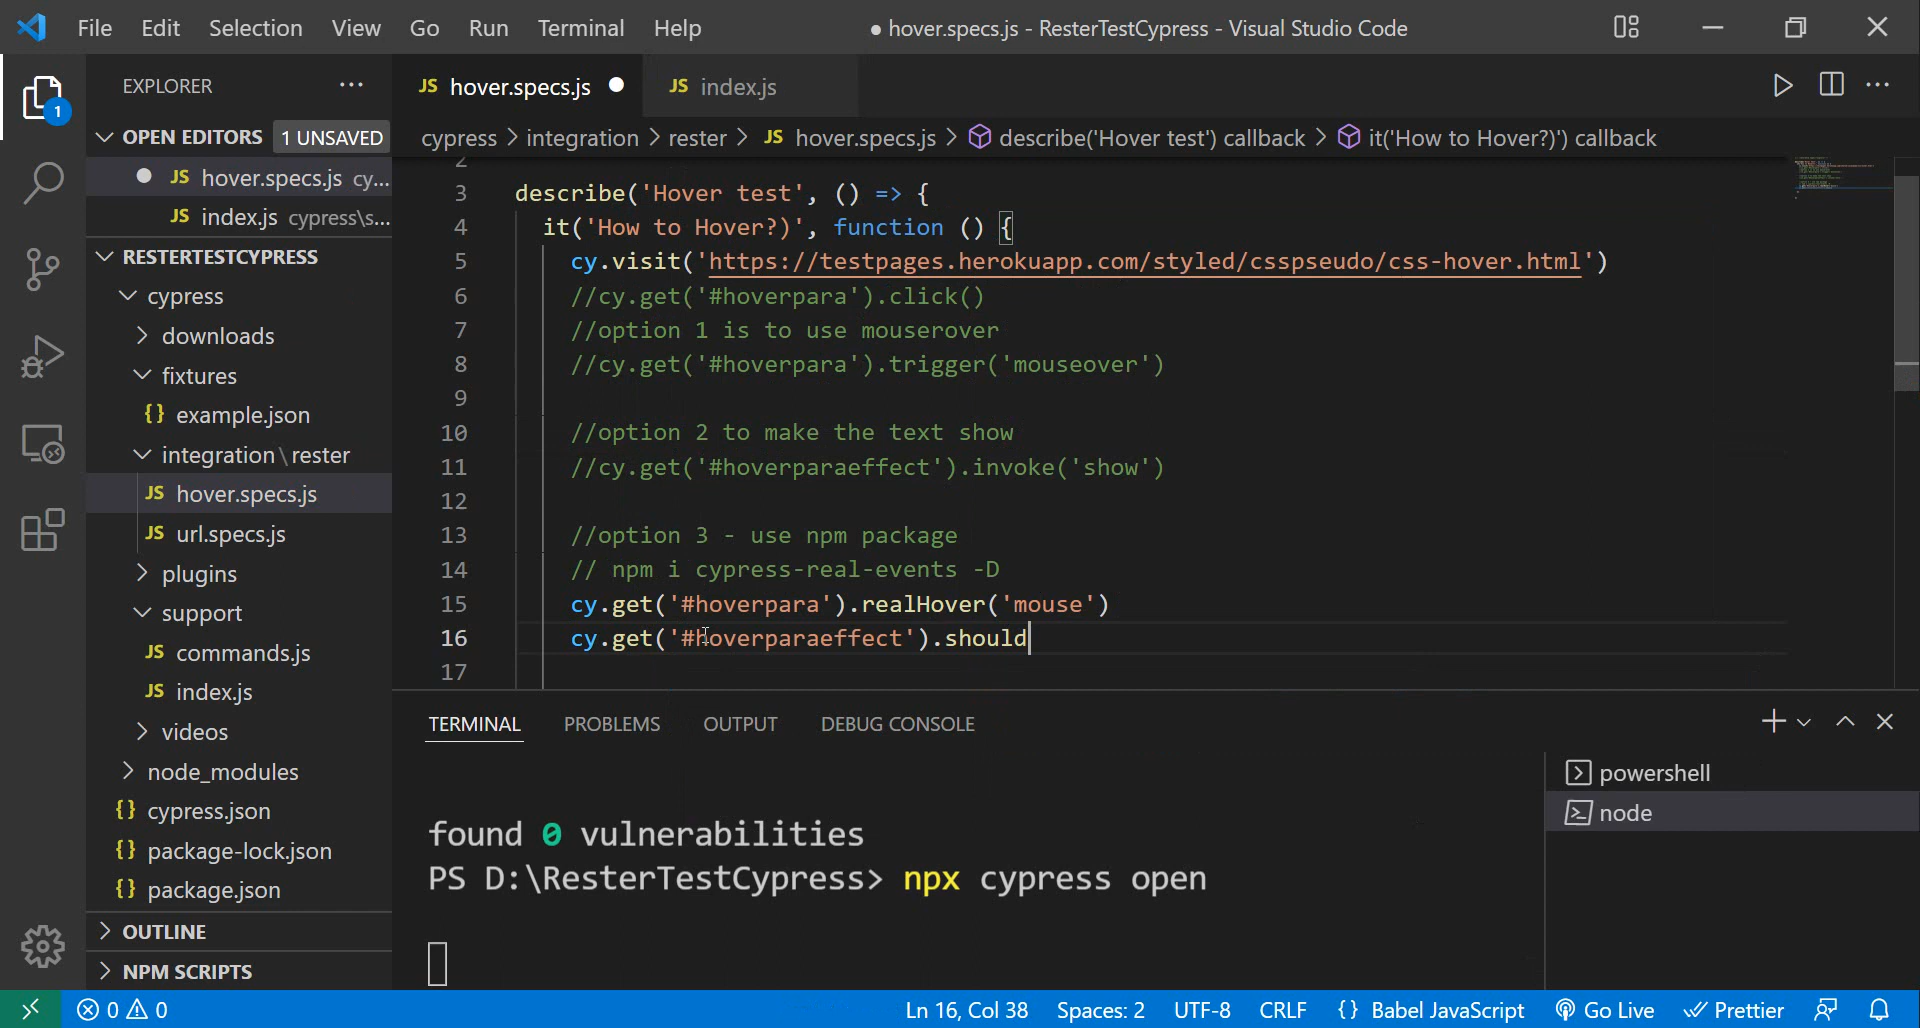 File Edit Selection View Go Run Terminal Help
● hover.specs.js - ResterTestCypress - Visual Studio Code
EXPLORER
JS hover.specs.js
JS index.js
1
OPEN EDITORS 1 UNSAVED
JS hover.specs.js cy...
JS index.js cypress\s...
RESTERTESTCYPRESS
cypress
downloads
fixtures
{} example.json
integration\rester
JS hover.specs.js
JS url.specs.js
plugins
support
JS commands.js
JS index.js
videos
node_modules
{} cypress.json
{} package-lock.json
{} package.json
OUTLINE
NPM SCRIPTS
cypress > integration > rester > JS hover.specs.js > describe('Hover test') callback > it('How to Hover?)') callback
2
3 describe('Hover test', () => {
4 it('How to Hover?)', function () {
5 cy.visit('https://testpages.herokuapp.com/styled/csspseudo/css-hover.html')
6 //cy.get('#hoverpara').click()
7 //option 1 is to use mouserover
8 //cy.get('#hoverpara').trigger('mouseover')
9
10 //option 2 to make the text show
11 //cy.get('#hoverparaeffect').invoke('show')
12
13 //option 3 - use npm package
14 // npm i cypress-real-events -D
15 cy.get('#hoverpara').realHover('mouse')
16 cy.get('#hoverparaeffect').should
17
TERMINAL PROBLEMS OUTPUT DEBUG CONSOLE
found 0 vulnerabilities
PS D:\ResterTestCypress> npx cypress open
powershell
node
0 0
Ln 16, Col 38 Spaces: 2 UTF-8 CRLF {} Babel JavaScript Go Live Prettier